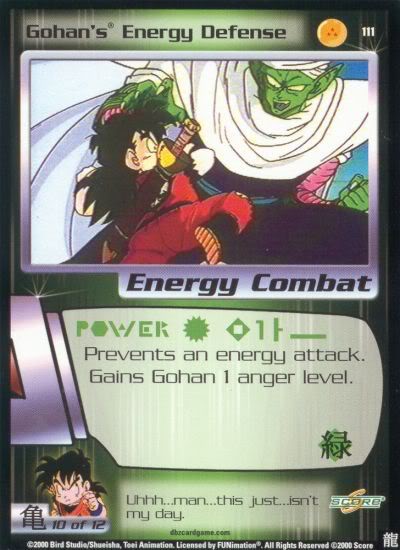 Gohan's® Energy Defense 111
Energy Combat
POWER
Prevents an energy attack.
Gains Gohan 1 anger level.
緑
Uhhh...man...this just...isn't
my day.
SCORE
亀 10 of 12
dbzcardgame.com
©2000 Bird Studio/Shueisha, Toei Animation. Licensed by FUNimation®. All Rights Reserved ©2000 Score
龍